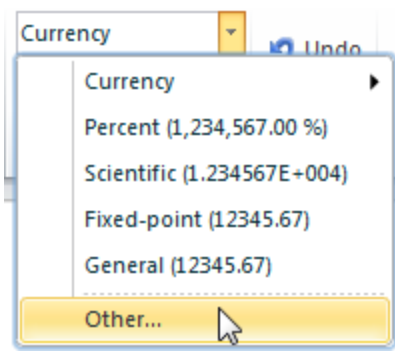 Currency
Undo
Currency
Percent (1,234,567.00 %)
Scientific (1.234567E+004)
Fixed-point (12345.67)
General (12345.67)
Other...